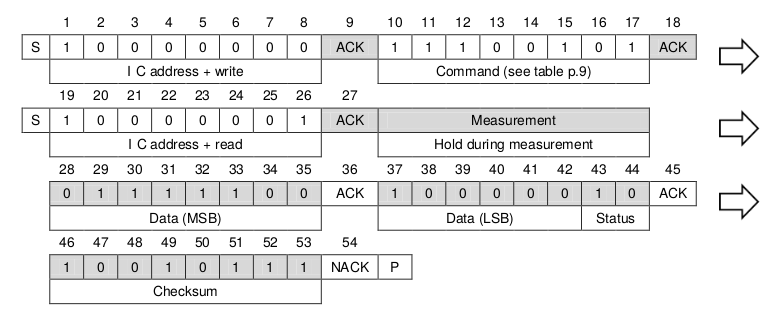 1 2 3 4 5 6 7 8 9 10 11 12 13 14 15 16 17 18
S 1 0 0 0 0 0 0 0 ACK 1 1 1 0 0 1 0 1 ACK
I C address + write Command (see table p.9)
19 20 21 22 23 24 25 26 27
S 1 0 0 0 0 0 0 1 ACK Measurement
I C address + read Hold during measurement
28 29 30 31 32 33 34 35 36 37 38 39 40 41 42 43 44 45
0 1 1 1 1 1 0 0 ACK 1 0 0 0 0 0 1 0 ACK
Data (MSB) Data (LSB) Status
46 47 48 49 50 51 52 53 54
1 0 0 1 0 1 1 1 NACK P
Checksum